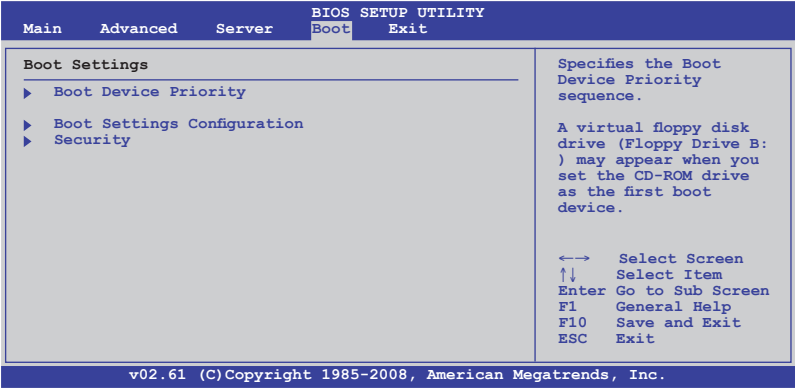 BIOS SETUP UTILITY
Main Advanced Server Boot Exit
Boot Settings
Boot Device Priority
Boot Settings Configuration
Security
Specifies the Boot
Device Priority
sequence.
A virtual floppy disk
drive (Floppy Drive B:
) may appear when you
set the CD-ROM drive
as the first boot
device.
←→ Select Screen
↑↓ Select Item
Enter Go to Sub Screen
F1 General Help
F10 Save and Exit
ESC Exit
v02.61 (C)Copyright 1985-2008, American Megatrends, Inc.